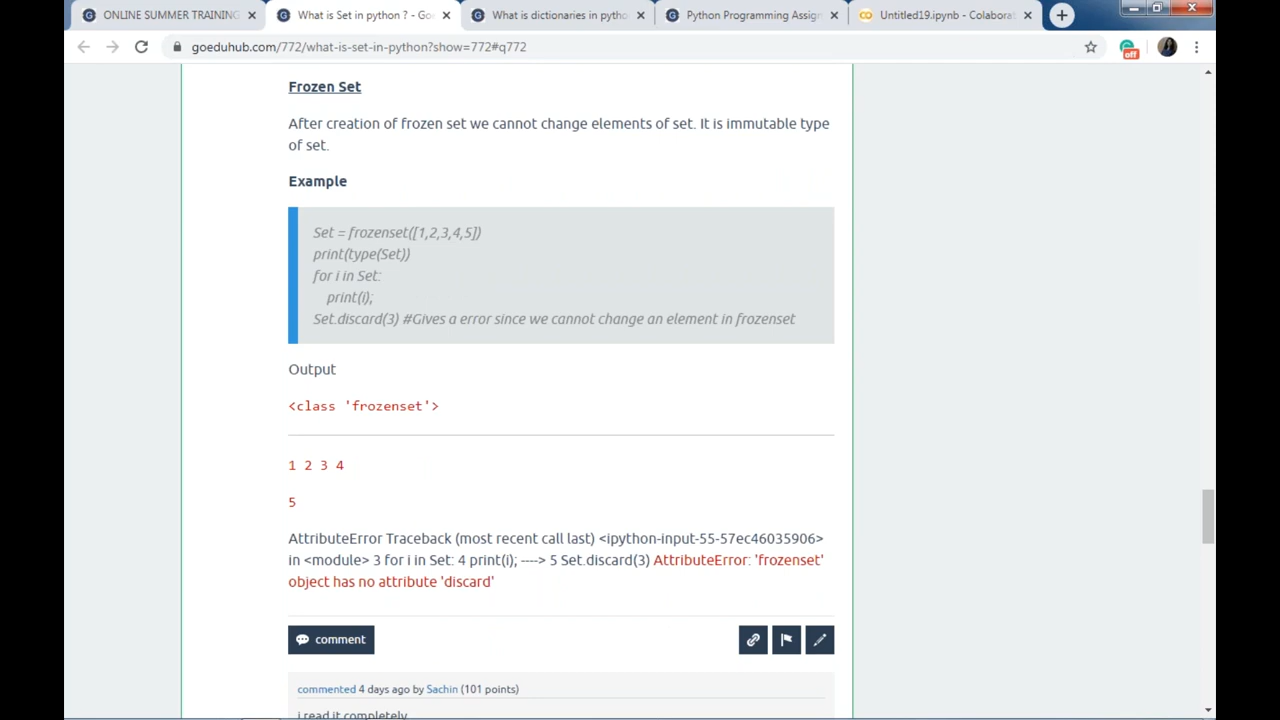 ONLINE SUMMER TRAINING
What is Set in python ? - Go
What is dictionaries in pytho
Python Programming Assign
Untitled19.ipynb - Colaborat
goeduhub.com/772/what-is-set-in-python?show=772#q772
off
Frozen Set
After creation of frozen set we cannot change elements of set. It is immutable type
of set.
Example
Set = frozenset([1,2,3,4,5])
print(type(Set))
for i in Set:
print(i);
Set.discard(3) #Gives a error since we cannot change an element in frozenset
Output
<class 'frozenset'>
1 2 3 4
5
AttributeError Traceback (most recent call last) <ipython-input-55-57ec46035906>
in <module> 3 for i in Set: 4 print(i); ----> 5 Set.discard(3) AttributeError: 'frozenset'
object has no attribute 'discard'
comment
commented 4 days ago by Sachin (101 points)
i read it completely